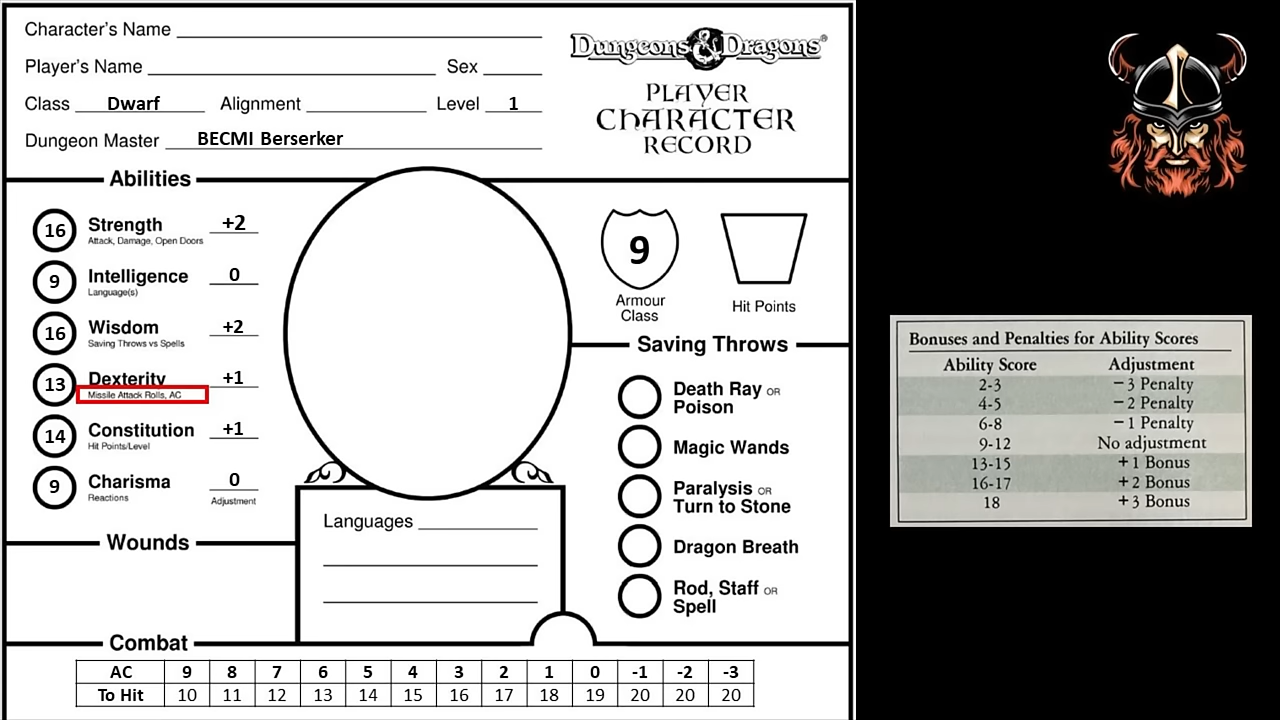 Character's Name
Player's Name Sex
Class Dwarf Alignment Level 1
Dungeon Master BECMI Berserker
Dungeons & Dragons®
PLAYER
CHARACTER
RECORD
Abilities
16 Strength +2
Attack, Damage, Open Doors
9 Intelligence 0
Language(s)
16 Wisdom +2
Saving Throws vs Spells
13 Dexterity +1
Missile Attack Rolls, AC
14 Constitution +1
Hit Points/Level
9 Charisma 0
Reactions Adjustment
9
Armour
Class
Hit Points
Saving Throws
Death Ray OR
Poison
Magic Wands
Paralysis OR
Turn to Stone
Dragon Breath
Rod, Staff OR
Spell
Wounds
Languages
Combat
AC 9 8 7 6 5 4 3 2 1 0 -1 -2 -3
To Hit 10 11 12 13 14 15 16 17 18 19 20 20 20
Bonuses and Penalties for Ability Scores
Ability Score Adjustment
2-3 −3 Penalty
4-5 −2 Penalty
6-8 −1 Penalty
9-12 No adjustment
13-15 +1 Bonus
16-17 +2 Bonus
18 +3 Bonus